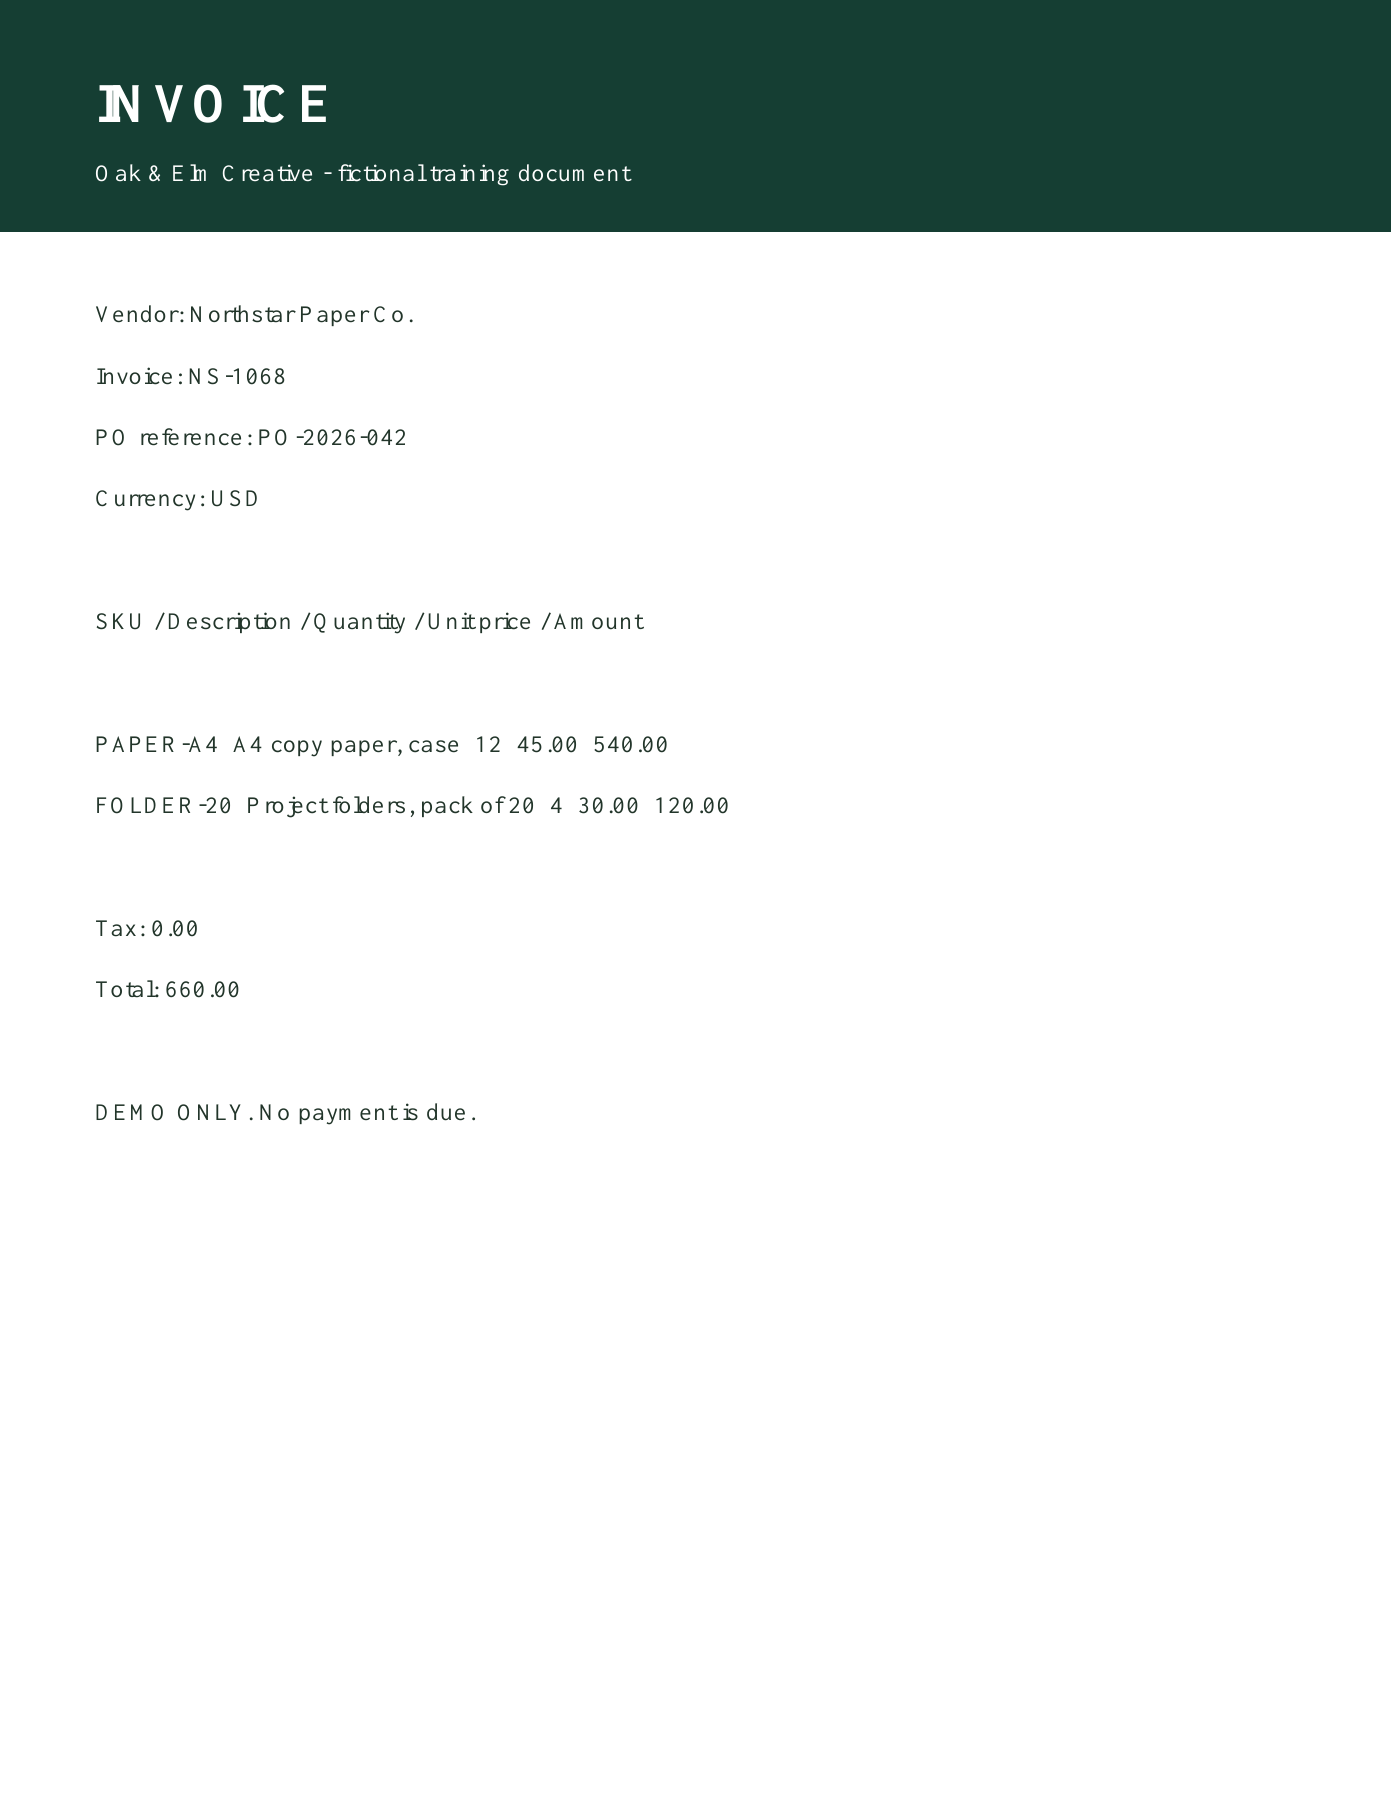 INVOICE
Oak & Elm Creative - fictional training document
Vendor: Northstar Paper Co.
Invoice: NS-1068
PO reference: PO-2026-042
Currency: USD
SKU / Description / Quantity / Unit price / Amount
PAPER-A4 A4 copy paper, case 12 45.00 540.00
FOLDER-20 Project folders, pack of 20 4 30.00 120.00
Tax: 0.00
Total: 660.00
DEMO ONLY. No payment is due.